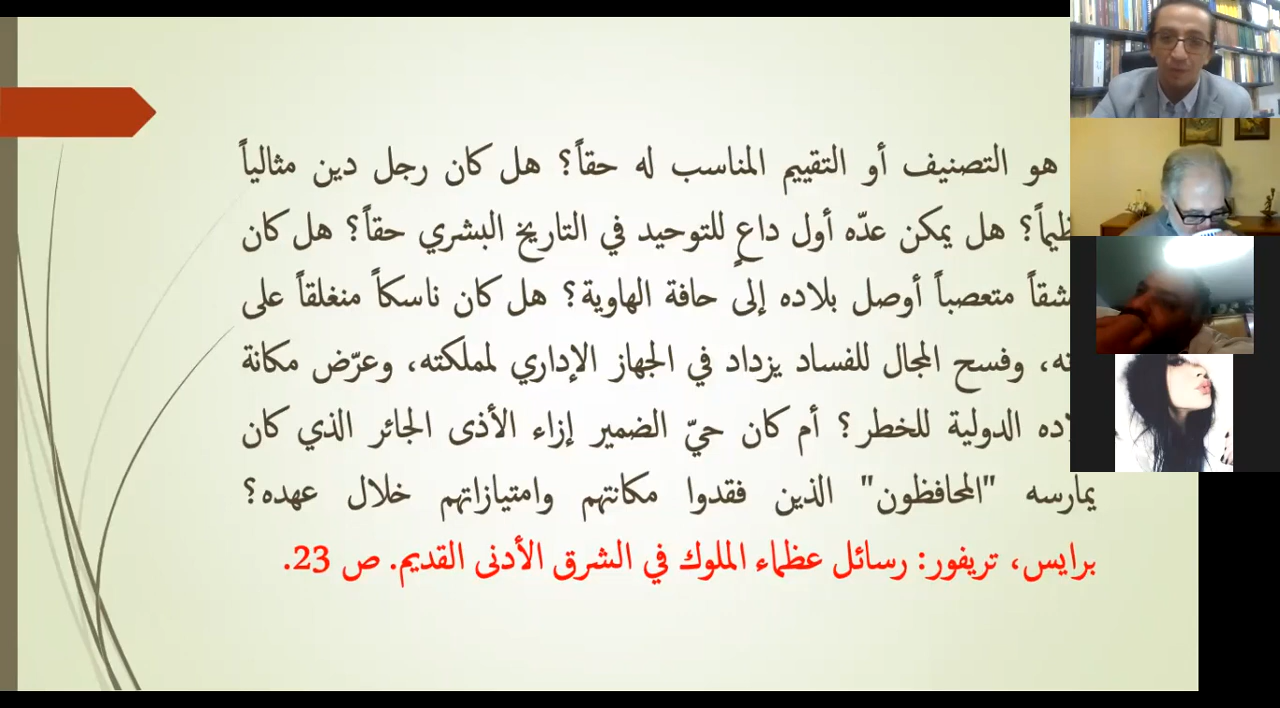 هو التصنيف أو التقييم المناسب له حقاً؟ هل كان رجل دين مثالياً
هل يمكن عدّه أول داعٍ للتوحيد في التاريخ البشري حقاً؟ هل كان
متعصباً أوصل بلاده إلى حافة الهاوية؟ هل كان ناسكاً منغلقاً على
وفسح المجال للفساد يزداد في الجهاز الإداري لمملكته، وعرّض مكانة
الدولية للخطر؟ أم كان حيّ الضمير إزاء الأذى الجائر الذي كان
يمارسه "المحافظون" الذين فقدوا مكانتهم وامتيازاتهم خلال عهده؟
برايس، تريفور: رسائل عظماء الملوك في الشرق الأدنى القديم. ص 23.